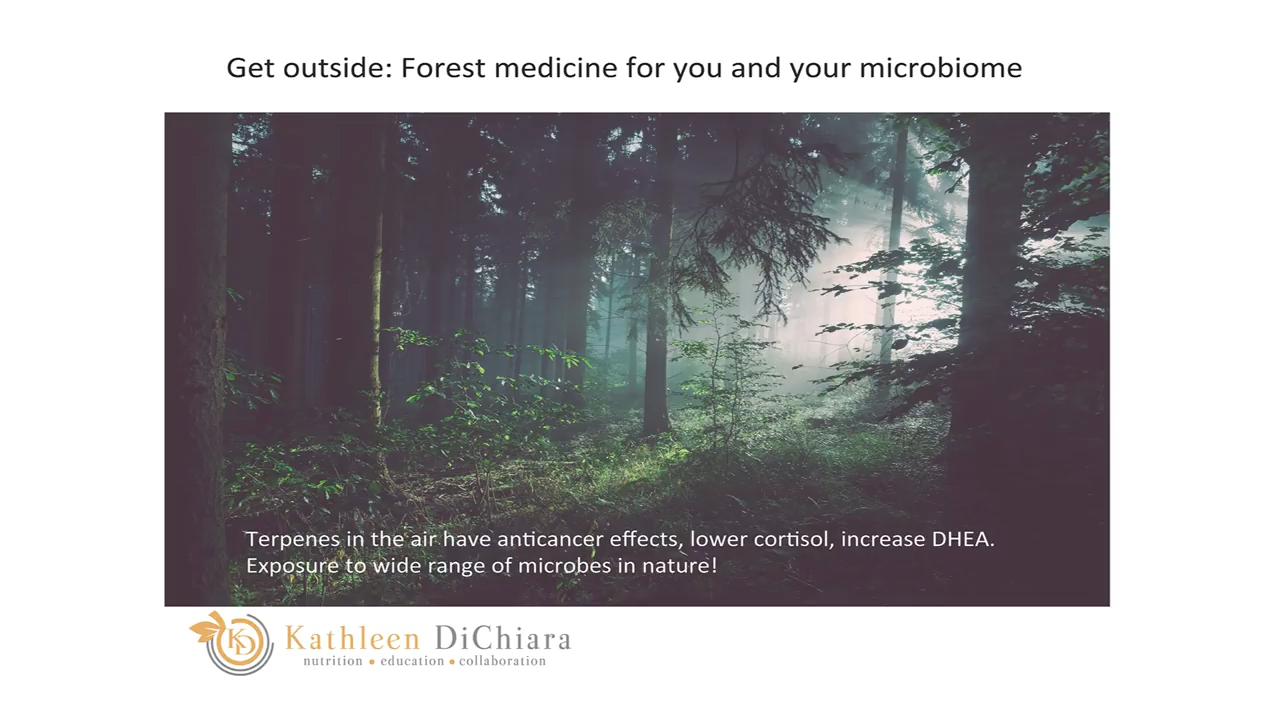 Get outside: Forest medicine for you and your microbiome
Terpenes in the air have anticancer effects, lower cortisol, increase DHEA.
Exposure to wide range of microbes in nature!
KD
Kathleen DiChiara
nutrition • education • collaboration